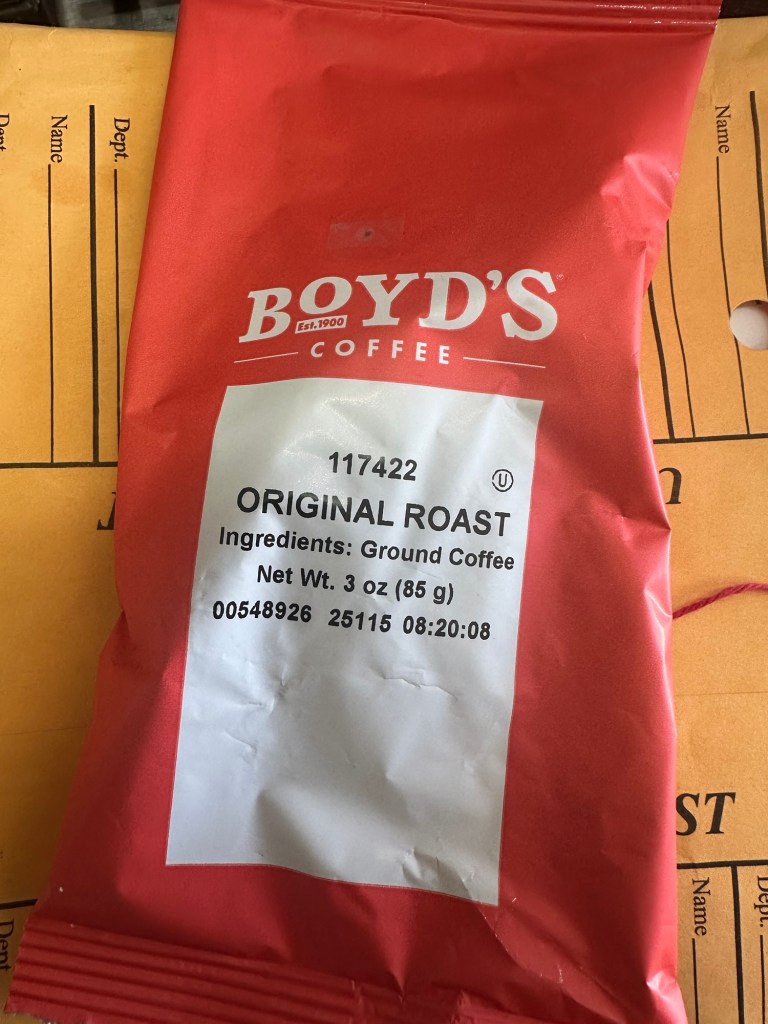 BOYD'S
Est.1900
COFFEE
117422
U
ORIGINAL ROAST
Ingredients: Ground Coffee
Net Wt. 3 oz (85 g)
00548926 25115 08:20:08
Dept.
Name
Dept.
Name
ST
Name
Dept.
Dept